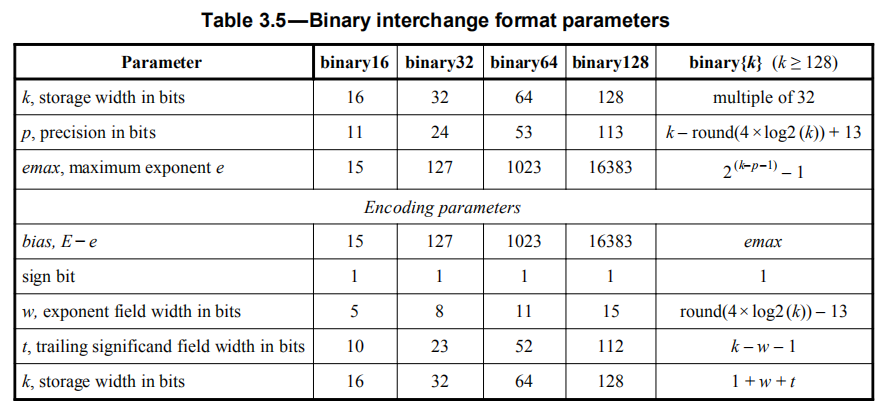 Table 3.5—Binary interchange format parameters
Parameter binary16 binary32 binary64 binary128 binary{k} (k ≥ 128)
k, storage width in bits 16 32 64 128 multiple of 32
p, precision in bits 11 24 53 113 k – round(4 × log2 (k)) + 13
emax, maximum exponent e 15 127 1023 16383 2^(k–p–1) – 1
Encoding parameters
bias, E – e 15 127 1023 16383 emax
sign bit 1 1 1 1 1
w, exponent field width in bits 5 8 11 15 round(4 × log2 (k)) – 13
t, trailing significand field width in bits 10 23 52 112 k – w – 1
k, storage width in bits 16 32 64 128 1 + w + t